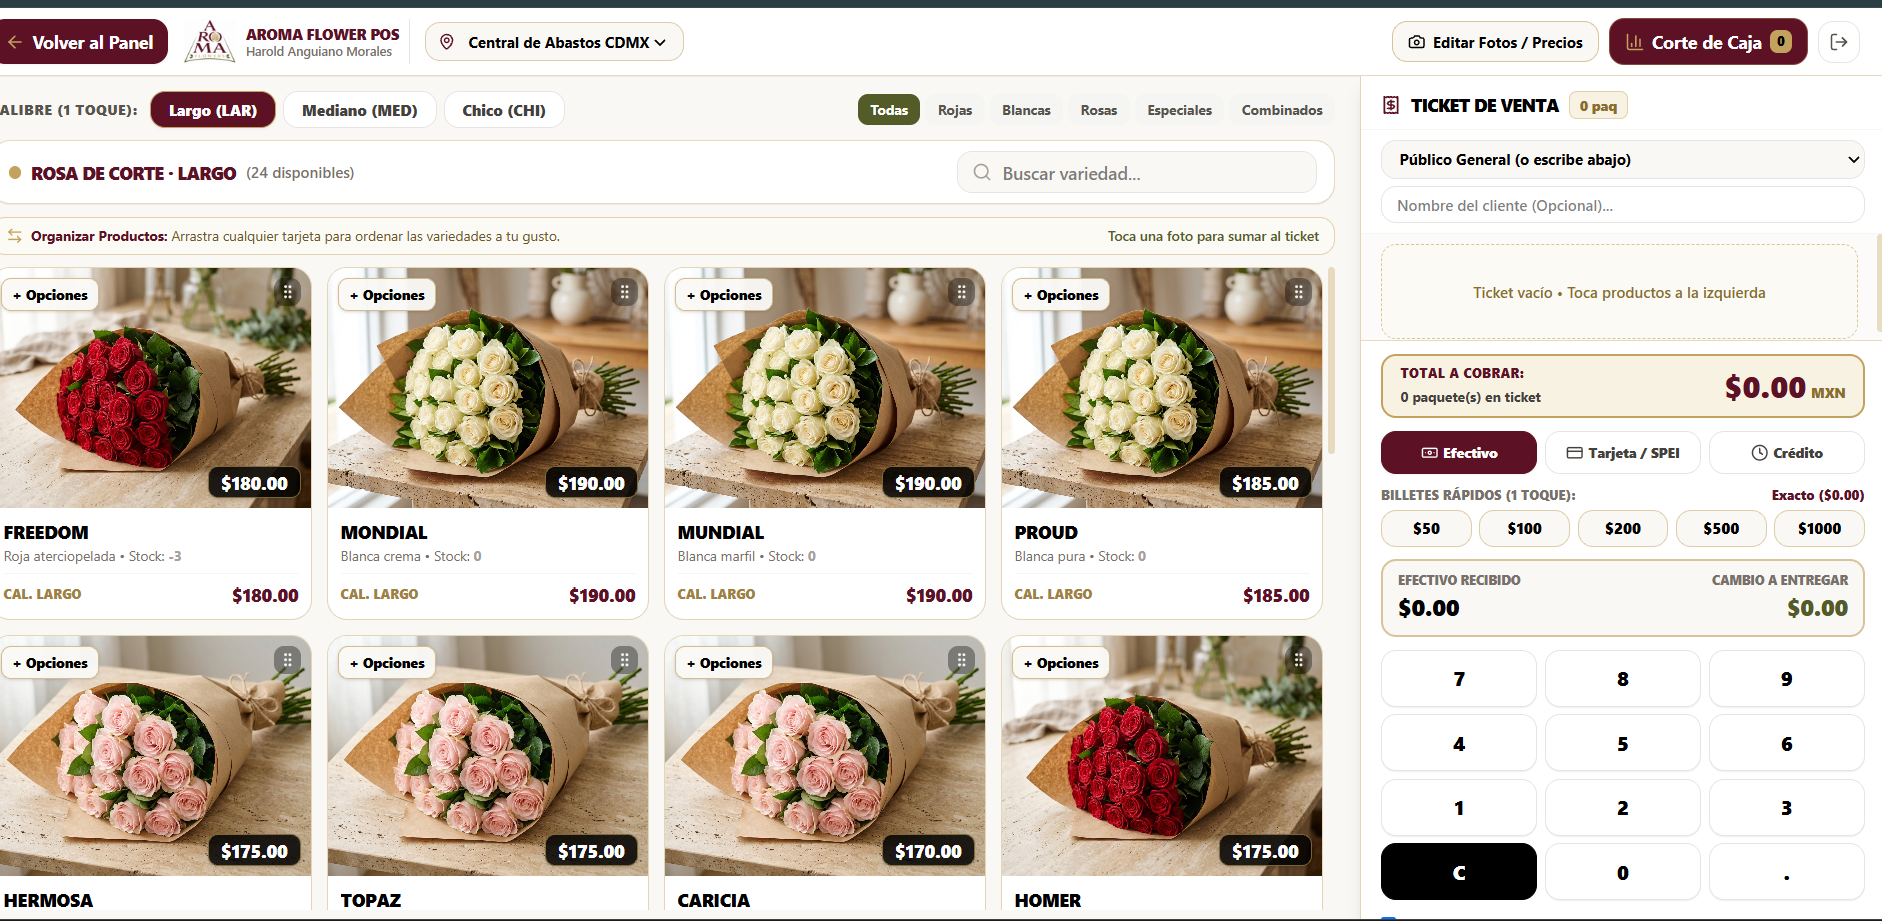 Volver al Panel
AROMA
AROMA FLOWER POS
Harold Anguiano Morales
Central de Abastos CDMX
Editar Fotos / Precios
Corte de Caja 0
ALIBRE (1 TOQUE):
Largo (LAR)
Mediano (MED)
Chico (CHI)
Todas
Rojas
Blancas
Rosas
Especiales
Combinados
ROSA DE CORTE · LARGO (24 disponibles)
Buscar variedad...
Organizar Productos: Arrastra cualquier tarjeta para ordenar las variedades a tu gusto.
Toca una foto para sumar al ticket
+ Opciones
$180.00
FREEDOM
Roja aterciopelada • Stock: -3
CAL. LARGO
$180.00
+ Opciones
$190.00
MONDIAL
Blanca crema • Stock: 0
CAL. LARGO
$190.00
+ Opciones
$190.00
MUNDIAL
Blanca marfil • Stock: 0
CAL. LARGO
$190.00
+ Opciones
$185.00
PROUD
Blanca pura • Stock: 0
CAL. LARGO
$185.00
+ Opciones
$175.00
HERMOSA
+ Opciones
$175.00
TOPAZ
+ Opciones
$170.00
CARICIA
+ Opciones
$175.00
HOMER
TICKET DE VENTA
0 paq
Público General (o escribe abajo)
Nombre del cliente (Opcional)...
Ticket vacío • Toca productos a la izquierda
TOTAL A COBRAR:
0 paquete(s) en ticket
$0.00 MXN
Efectivo
Tarjeta / SPEI
Crédito
BILLETES RÁPIDOS (1 TOQUE):
Exacto ($0.00)
$50
$100
$200
$500
$1000
EFECTIVO RECIBIDO
$0.00
CAMBIO A ENTREGAR
$0.00
7
8
9
4
5
6
1
2
3
C
0
.